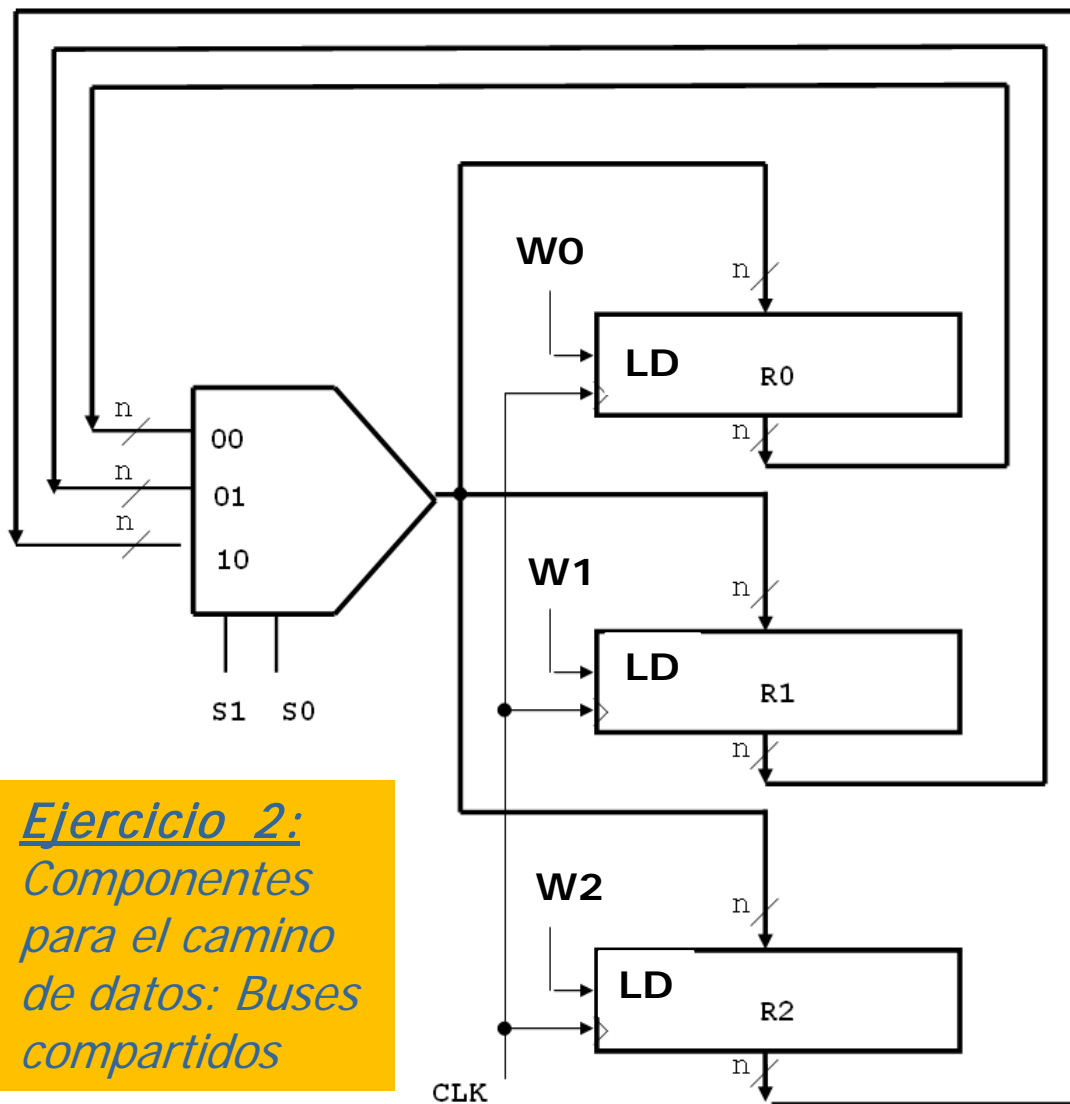 W0
n
LD
R0
n
n
00
n
01
n
10
W1
n
LD
R1
S1 S0
n
Ejercicio 2:
Componentes
para el camino
de datos: Buses
compartidos
W2
n
LD
R2
n
CLK